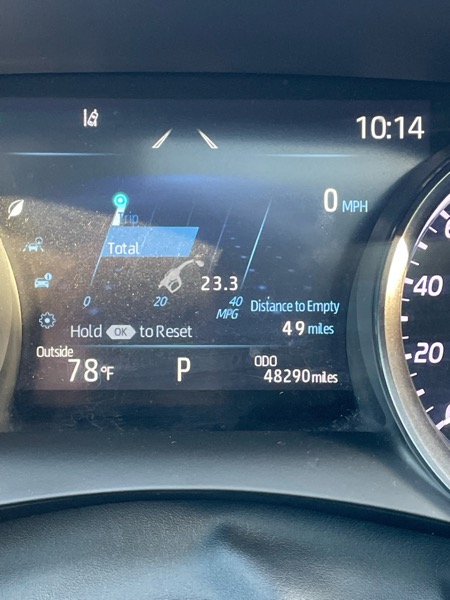 10:14
0 MPH
Trip
Total
23.3
0 20 40
MPG
Distance to Empty
49 miles
Hold OK to Reset
Outside
78°F
P
ODO
48290 miles
40
20